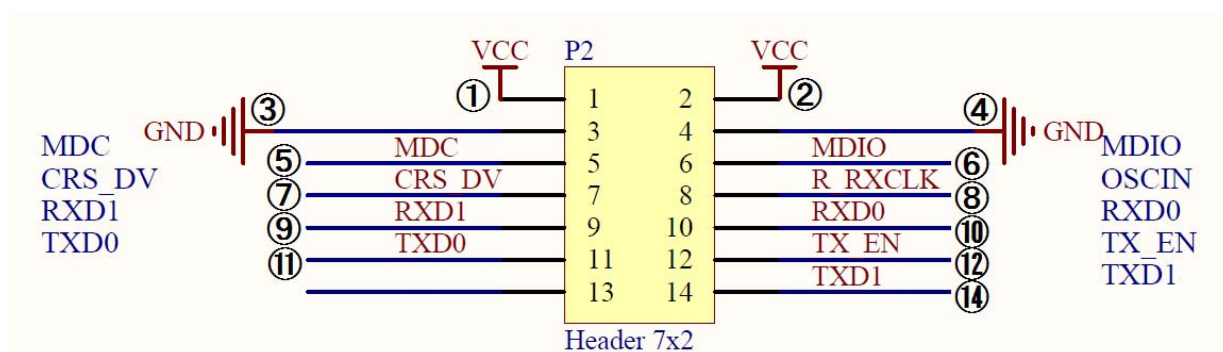 VCC P2 VCC
① 1 2 ②
GND ③ 3 4 ④ GND
MDC ⑤ MDC 5 6 MDIO ⑥ MDIO
CRS_DV ⑦ CRS_DV 7 8 R_RXCLK ⑧ OSCIN
RXD1 ⑨ RXD1 9 10 RXD0 ⑩ RXD0
TXD0 ⑪ TXD0 11 12 TX_EN ⑫ TX_EN
13 14 TXD1 ⑭ TXD1
Header 7x2